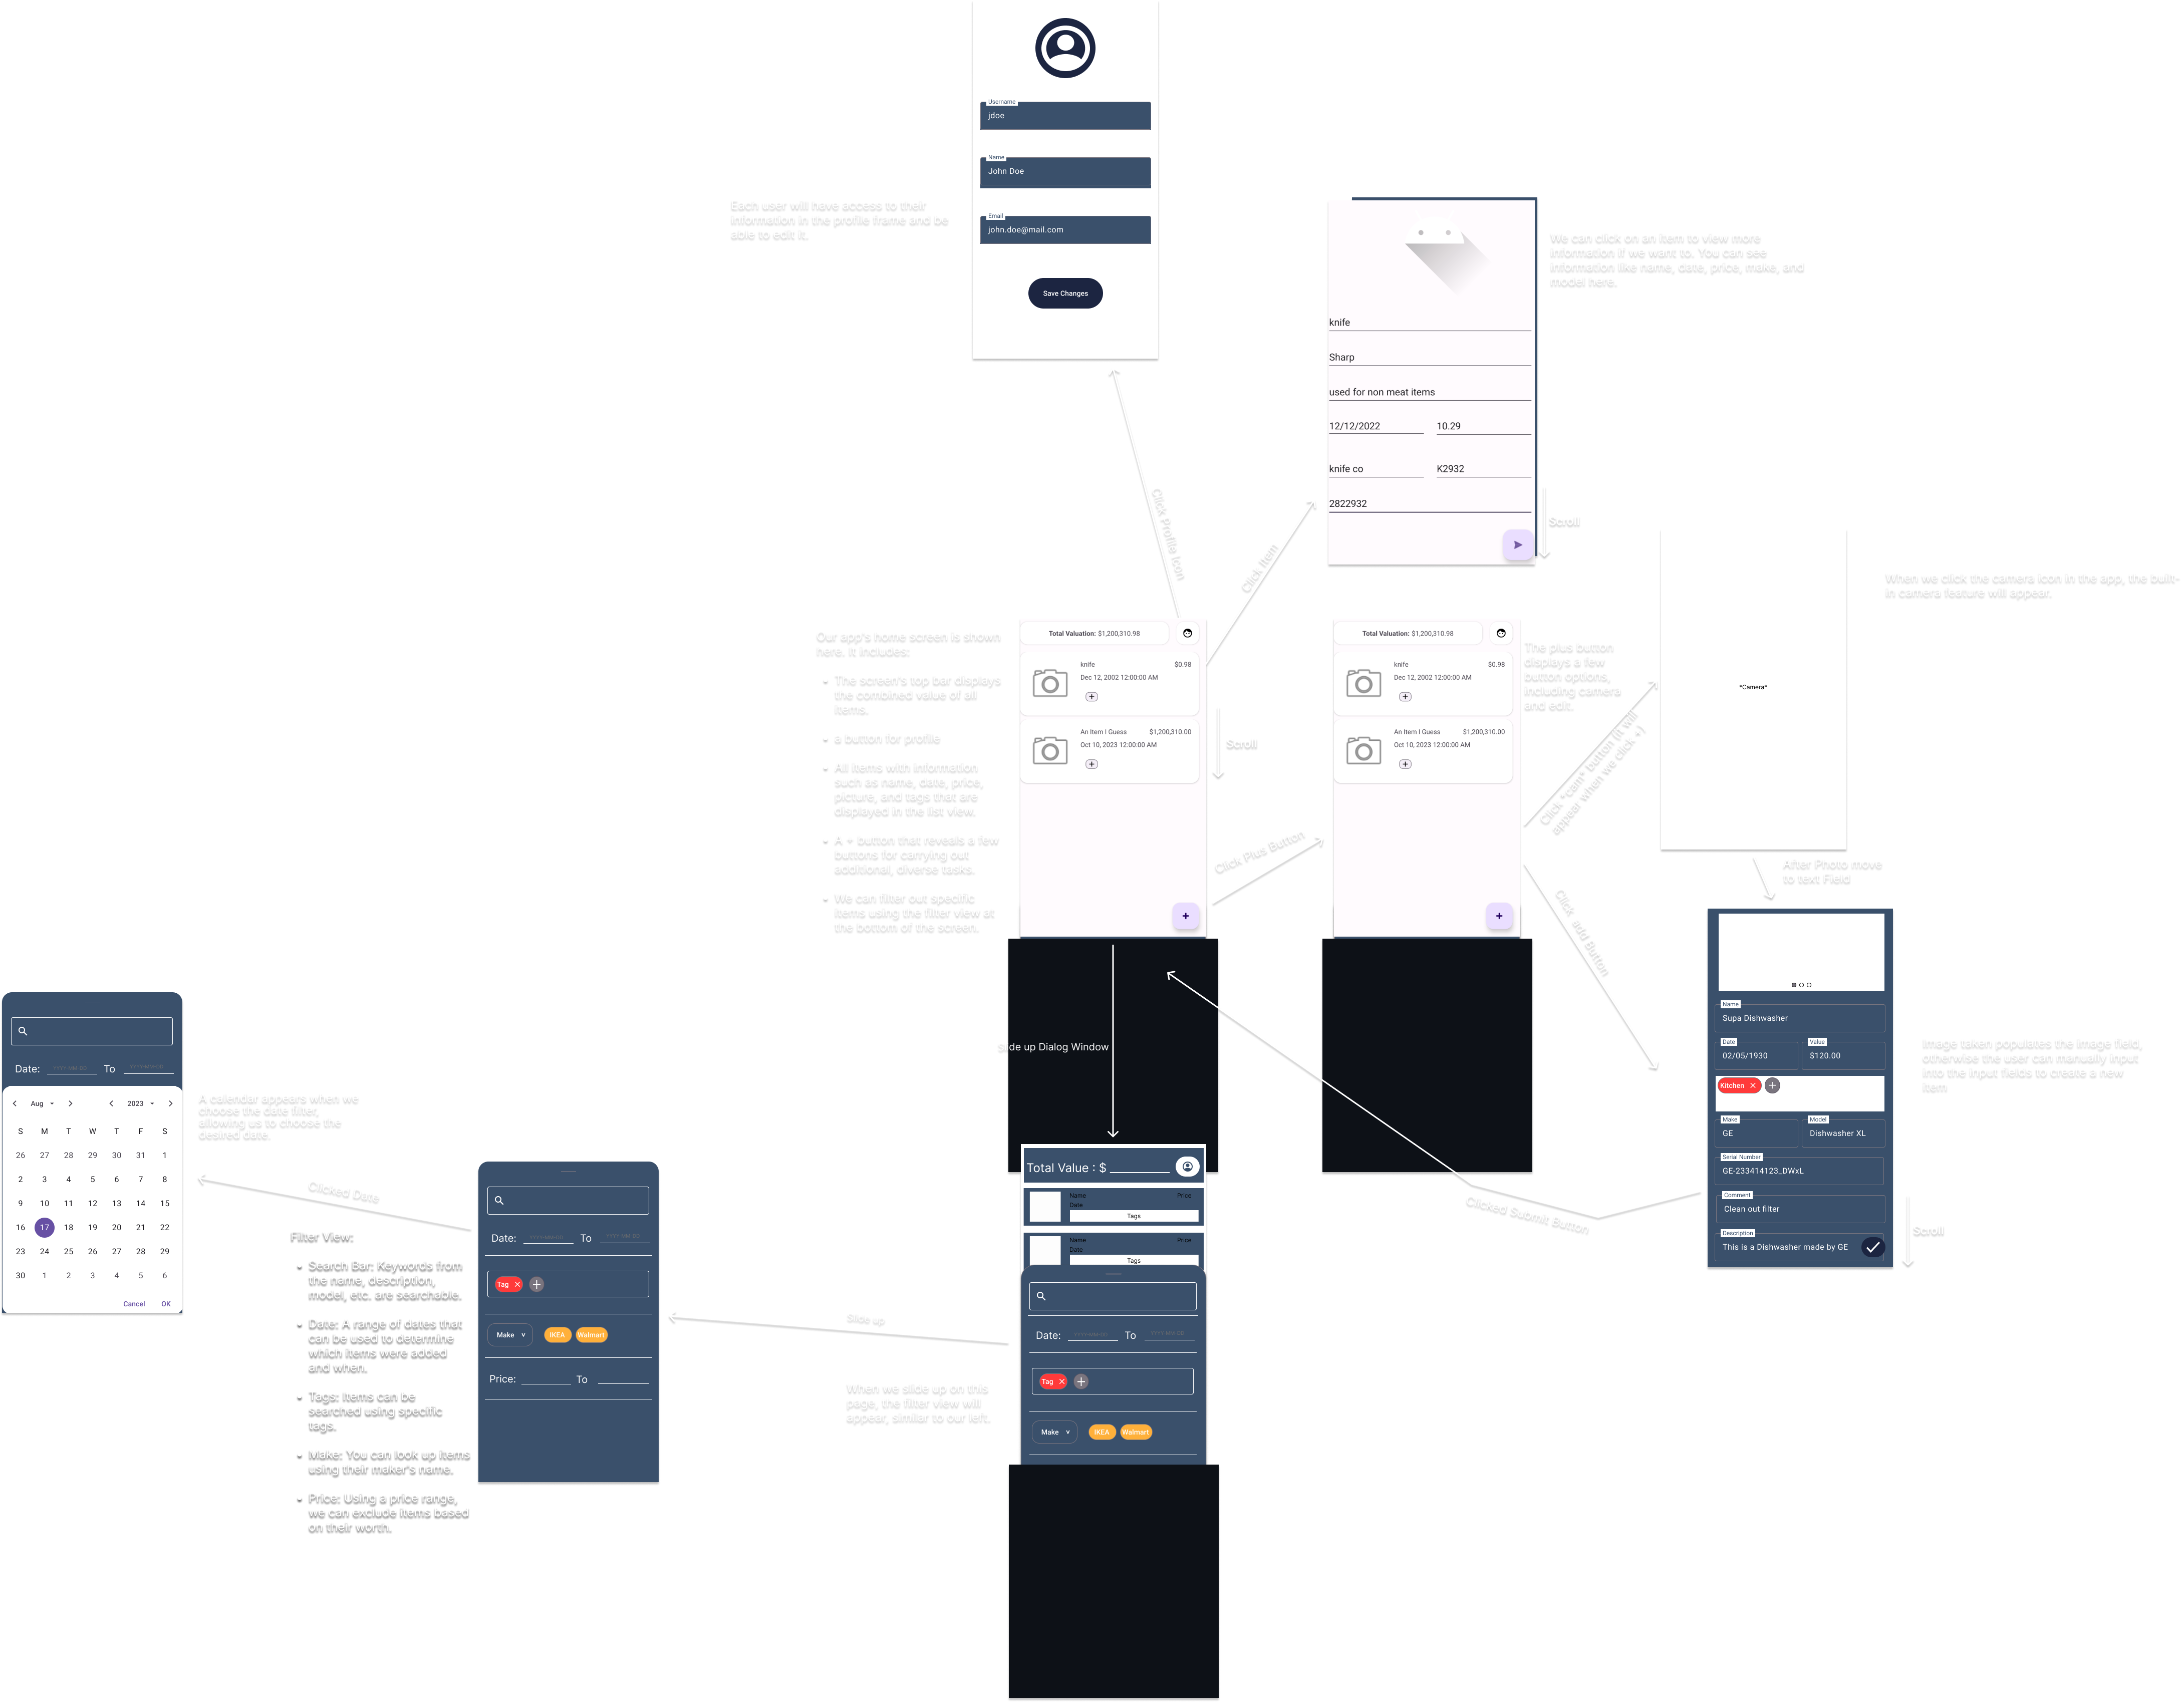 Username
jdoe
Name
John Doe
Email
john.doe@mail.com
Save Changes
Each user will have access to their
information in the profile frame and be
able to edit it.
knife
Sharp
used for non meat items
12/12/2022 10.29
knife co K2932
2822932
We can click on an item to view more
information if we want to. You can see
information like name, date, price, make, and
model here.
Scroll
Click Profile Icon
Click Item
*Camera*
When we click the camera icon in the app, the built-
in camera feature will appear.
Our app's home screen is shown
here. It includes:
- The screen's top bar displays
the combined value of all
items.
- a button for profile
- All items with information
such as name, date, price,
picture, and tags that are
displayed in the list view.
- A + button that reveals a few
buttons for carrying out
additional, diverse tasks.
- We can filter out specific
items using the filter view at
the bottom of the screen.
Total Valuation: $1,200,310.98
knife $0.98
Dec 12, 2002 12:00:00 AM
+
An Item I Guess $1,200,310.00
Oct 10, 2023 12:00:00 AM
+
+
Scroll
Click Plus Button
Total Valuation: $1,200,310.98
knife $0.98
Dec 12, 2002 12:00:00 AM
+
An Item I Guess $1,200,310.00
Oct 10, 2023 12:00:00 AM
+
+
The plus button
displays a few
button options,
including camera
and edit.
Click *cam* button (it will
appear when we click +)
Click add Button
After Photo move
to text Field
Name
Supa Dishwasher
Date Value
02/05/1930 $120.00
Kitchen × +
Make Model
GE Dishwasher XL
Serial Number
GE-233414123_DWxL
Comment
Clean out filter
Description
This is a Dishwasher made by GE
Image taken populates the image field,
otherwise the user can manually input
into the input fields to create a new
item
Scroll
Clicked Submit Button
Slide up Dialog Window
Total Value : $
Name Price
Date
Tags
Name Price
Date
Tags
Date: YYYY-MM-DD To YYYY-MM-DD
Tag × +
Make v IKEA Walmart
When we slide up on this
page, the filter view will
appear, similar to our left.
Slide up
Date: YYYY-MM-DD To YYYY-MM-DD
Tag × +
Make v IKEA Walmart
Price: To
Filter View:
- Search Bar: Keywords from
the name, description,
model, etc. are searchable.
- Date: A range of dates that
can be used to determine
which items were added
and when.
- Tags: Items can be
searched using specific
tags.
- Make: You can look up items
using their maker's name.
- Price: Using a price range,
we can exclude items based
on their worth.
Clicked Date
A calendar appears when we
choose the date filter,
allowing us to choose the
desired date.
Date: YYYY-MM-DD To YYYY-MM-DD
Aug 2023
S M T W T F S
26 27 28 29 30 31 1
2 3 4 5 6 7 8
9 10 11 12 13 14 15
16 17 18 19 20 21 22
23 24 25 26 27 28 29
30 1 2 3 4 5 6
Cancel OK